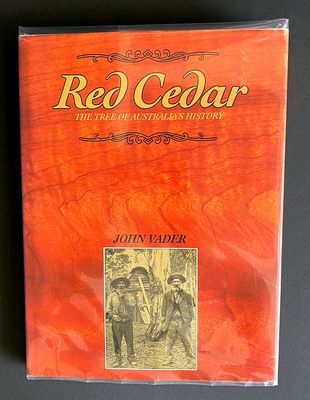 Red Cedar
THE TREE OF AUSTRALIA'S HISTORY
JOHN VADER